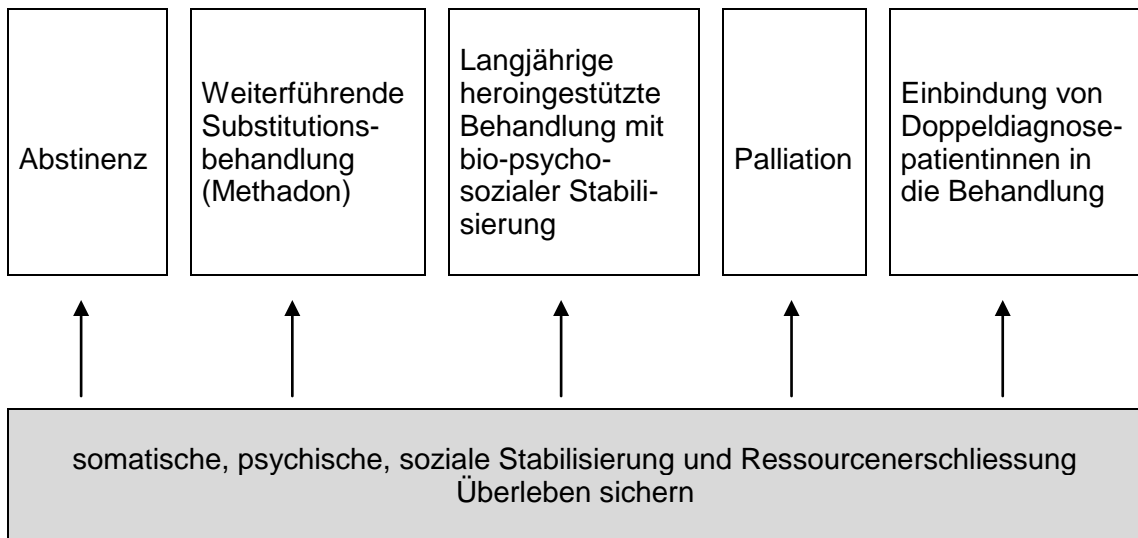 Abstinenz
Weiterführende
Substitutions-
behandlung
(Methadon)
Langjährige
heroingestützte
Behandlung mit
bio-psycho-
sozialer Stabili-
sierung
Palliation
Einbindung von
Doppeldiagnose-
patientinnen in
die Behandlung
somatische, psychische, soziale Stabilisierung und Ressourcenerschliessung
Überleben sichern